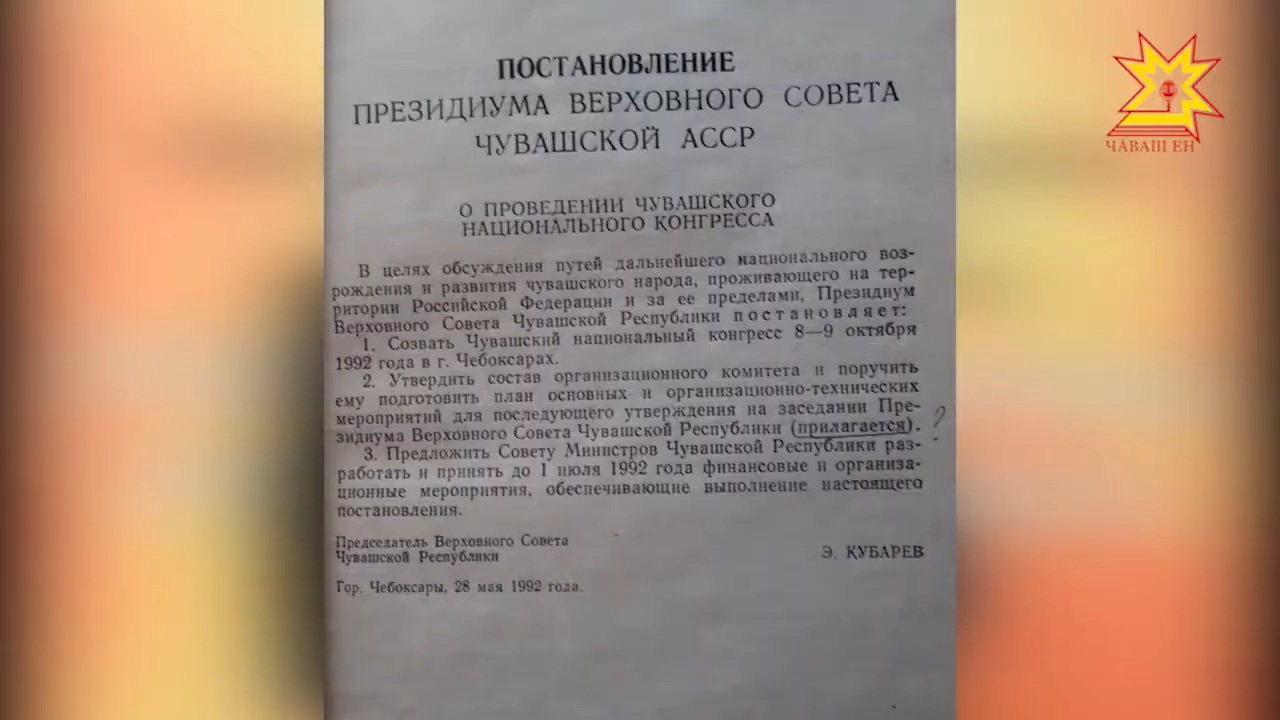 ПОСТАНОВЛЕНИЕ
ПРЕЗИДИУМА ВЕРХОВНОГО СОВЕТА
ЧУВАШСКОЙ АССР
О ПРОВЕДЕНИИ ЧУВАШСКОГО
НАЦИОНАЛЬНОГО КОНГРЕССА
В целях обсуждения путей дальнейшего национального воз-
рождения и развития чувашского народа, проживающего на тер-
ритории Российской Федерации и за ее пределами, Президиум
Верховного Совета Чувашской Республики постановляет:
1. Созвать Чувашский национальный конгресс 8—9 октября
1992 года в г. Чебоксарах.
2. Утвердить состав организационного комитета и поручить
ему подготовить план основных и организационно-технических
мероприятий для последующего утверждения на заседании Пре-
зидиума Верховного Совета Чувашской Республики (прилагается). ?
3. Предложить Совету Министров Чувашской Республики раз-
работать и принять до 1 июля 1992 года финансовые и организа-
ционные мероприятия, обеспечивающие выполнение настоящего
постановления.
Председатель Верховного Совета
Чувашской Республики
Э. КУБАРЕВ
Гор. Чебоксары, 28 мая 1992 года.
ЧӐВАШ ЕН